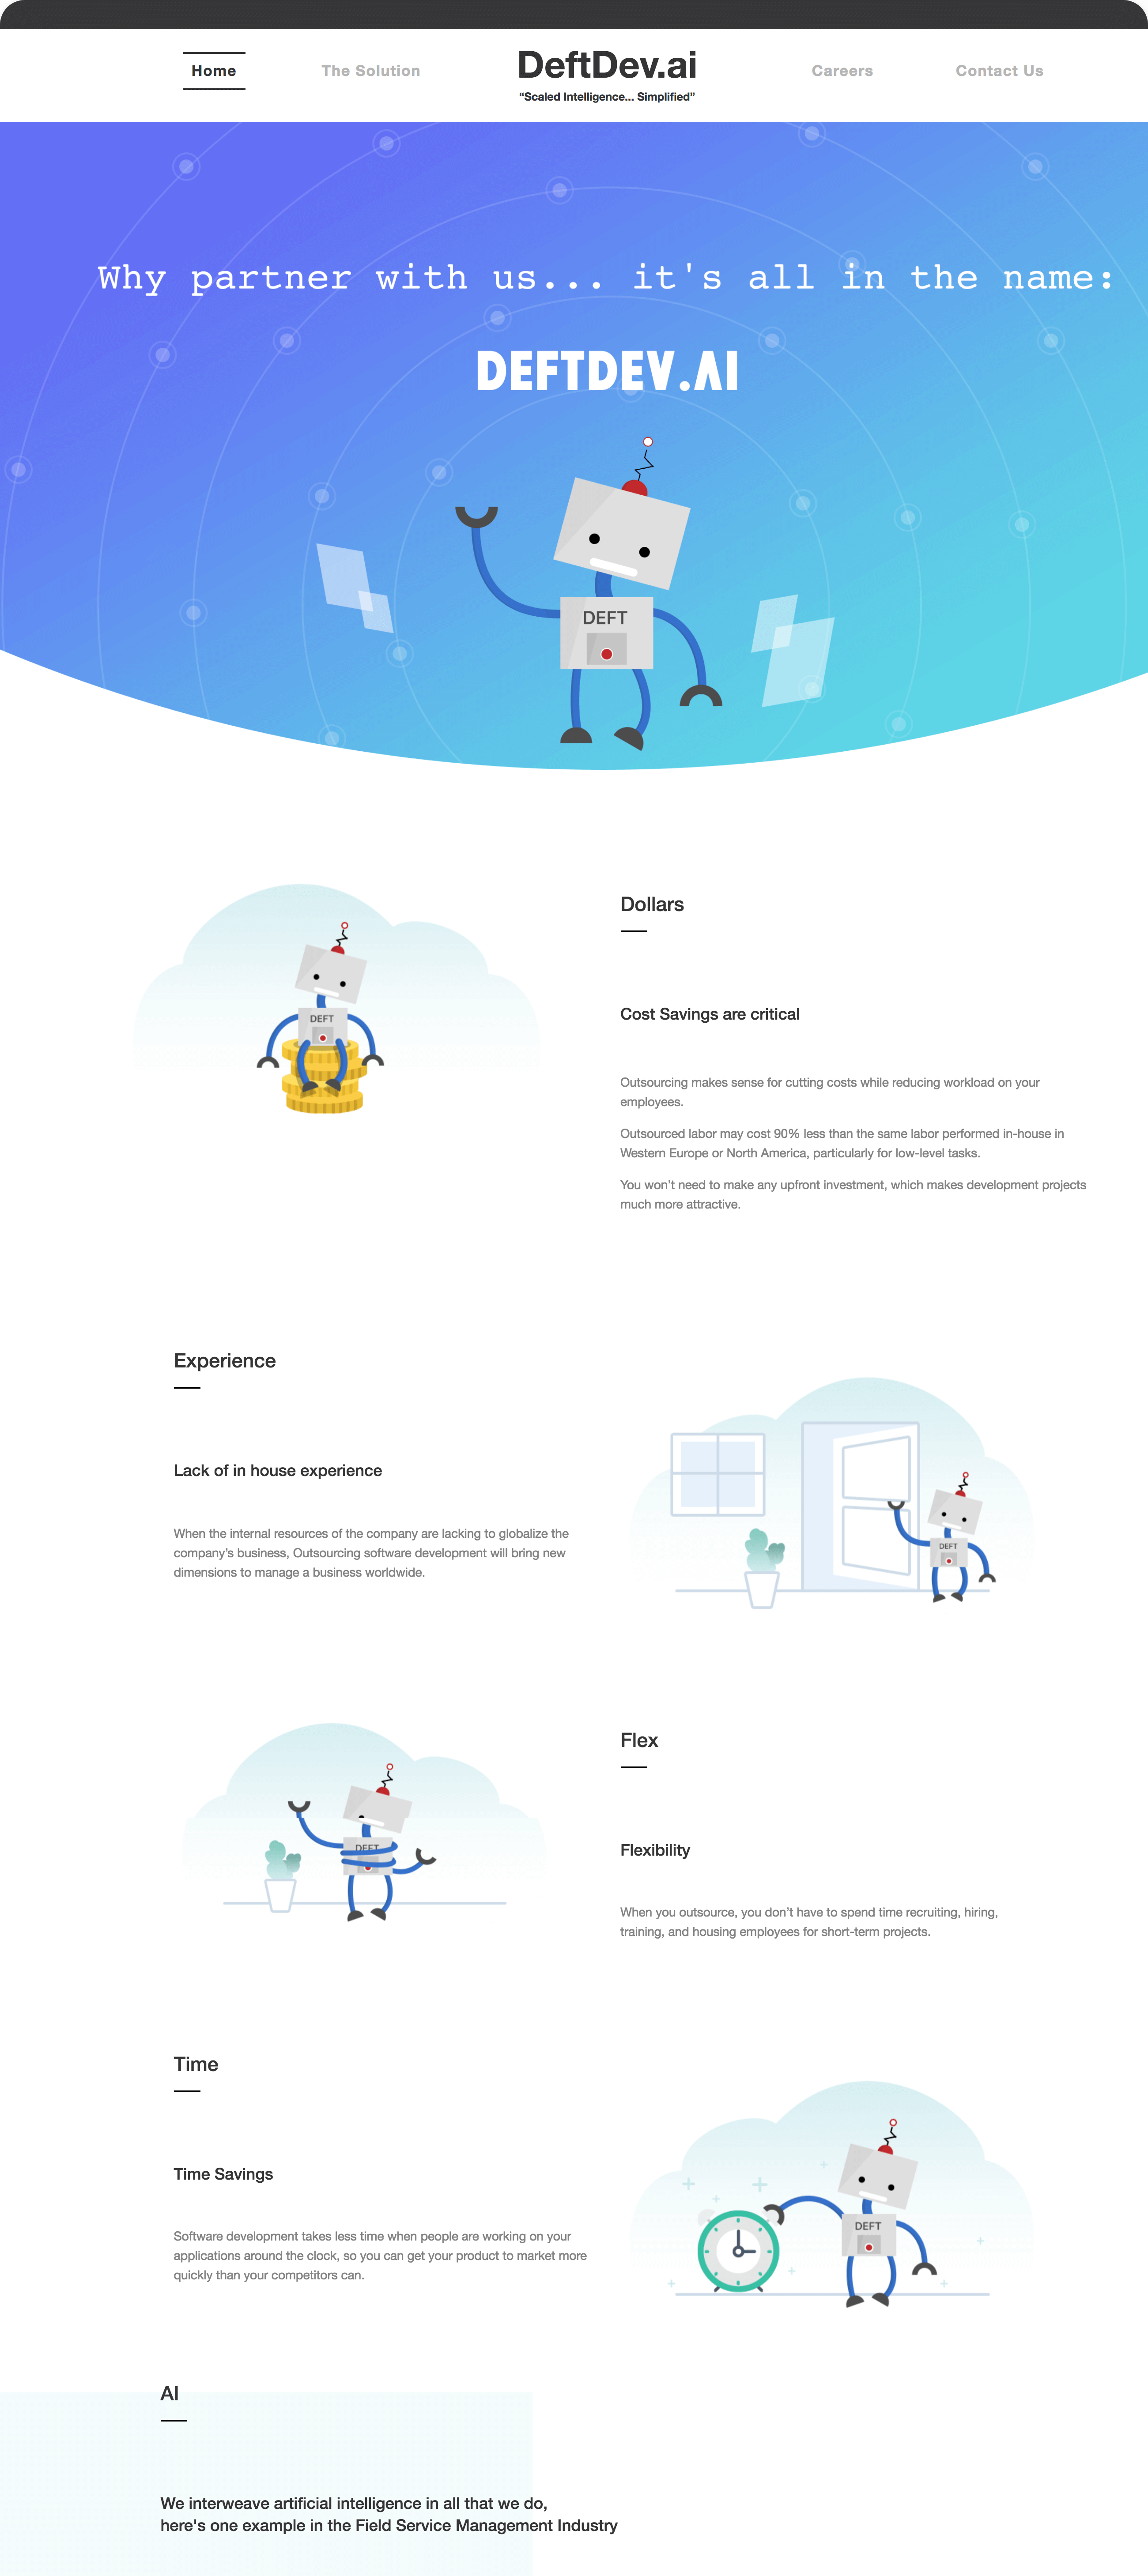 Home
The Solution
DeftDev.ai
“Scaled Intelligence... Simplified”
Careers
Contact Us
Why partner with us... it's all in the name:
DEFTDEV.AI
DEFT
DEFT
Dollars
Cost Savings are critical
Outsourcing makes sense for cutting costs while reducing workload on your
employees.
Outsourced labor may cost 90% less than the same labor performed in-house in
Western Europe or North America, particularly for low-level tasks.
You won’t need to make any upfront investment, which makes development projects
much more attractive.
Experience
Lack of in house experience
When the internal resources of the company are lacking to globalize the
company’s business, Outsourcing software development will bring new
dimensions to manage a business worldwide.
DEFT
DEFT
Flex
Flexibility
When you outsource, you don't have to spend time recruiting, hiring,
training, and housing employees for short-term projects.
Time
Time Savings
Software development takes less time when people are working on your
applications around the clock, so you can get your product to market more
quickly than your competitors can.
DEFT
AI
We interweave artificial intelligence in all that we do,
here's one example in the Field Service Management Industry